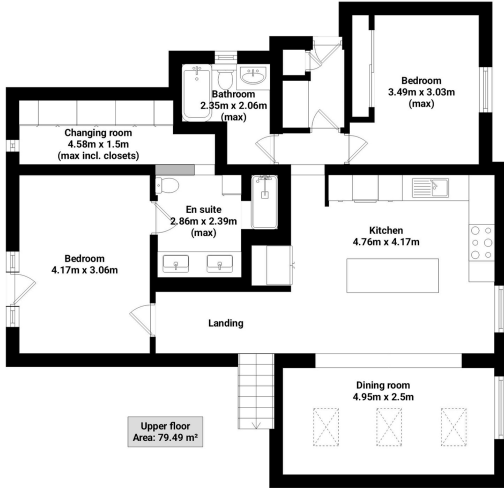 Bedroom
3.49m x 3.03m
(max)
Bathroom
2.35m x 2.06m
(max)
Changing room
4.58m x 1.5m
(max incl. closets)
En suite
2.86m x 2.39m
(max)
Kitchen
4.76m x 4.17m
Bedroom
4.17m x 3.06m
Landing
Dining room
4.95m x 2.5m
Upper floor
Area: 79.49 m²